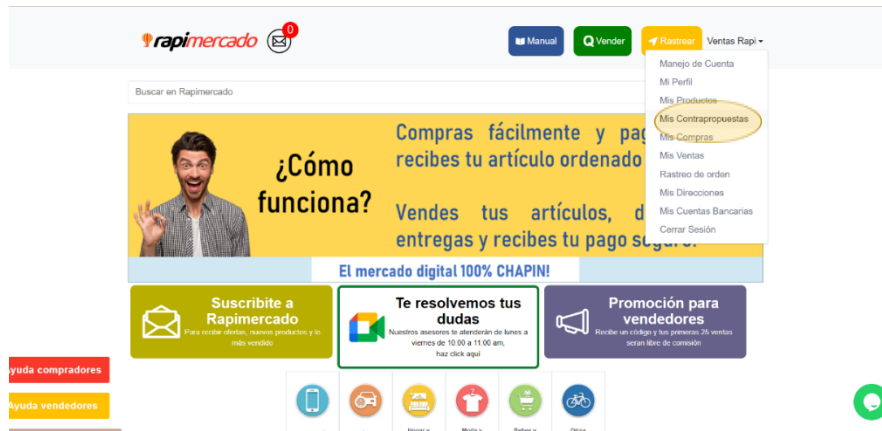 rapimercado
0
Manual
Vender
Rastrear
Ventas Rapi
Manejo de Cuenta
Mi Perfil
Mis Productos
Mis Contrapropuestas
Mis Compras
Mis Ventas
Rastreo de orden
Mis Direcciones
Mis Cuentas Bancarias
Cerrar Sesión
Buscar en Rapimercado
¿Cómo
funciona?
Compras fácilmente y
recibes tu artículo ordenado
Vendes tus artículos,
entregas y recibes tu pago
El mercado digital 100% CHAPIN!
Suscribite a
Rapimercado
Para recibir ofertas, nuevos productos y lo
más vendido
Te resolvemos tus
dudas
Nuestros asesores te atenderán de lunes a
viernes de 10:00 a 11:00 am,
haz click aquí
Promoción para
vendedores
Recibe un código y tus primeras 25 ventas
seran libre de comisión
yuda compradores
Ayuda vendedores